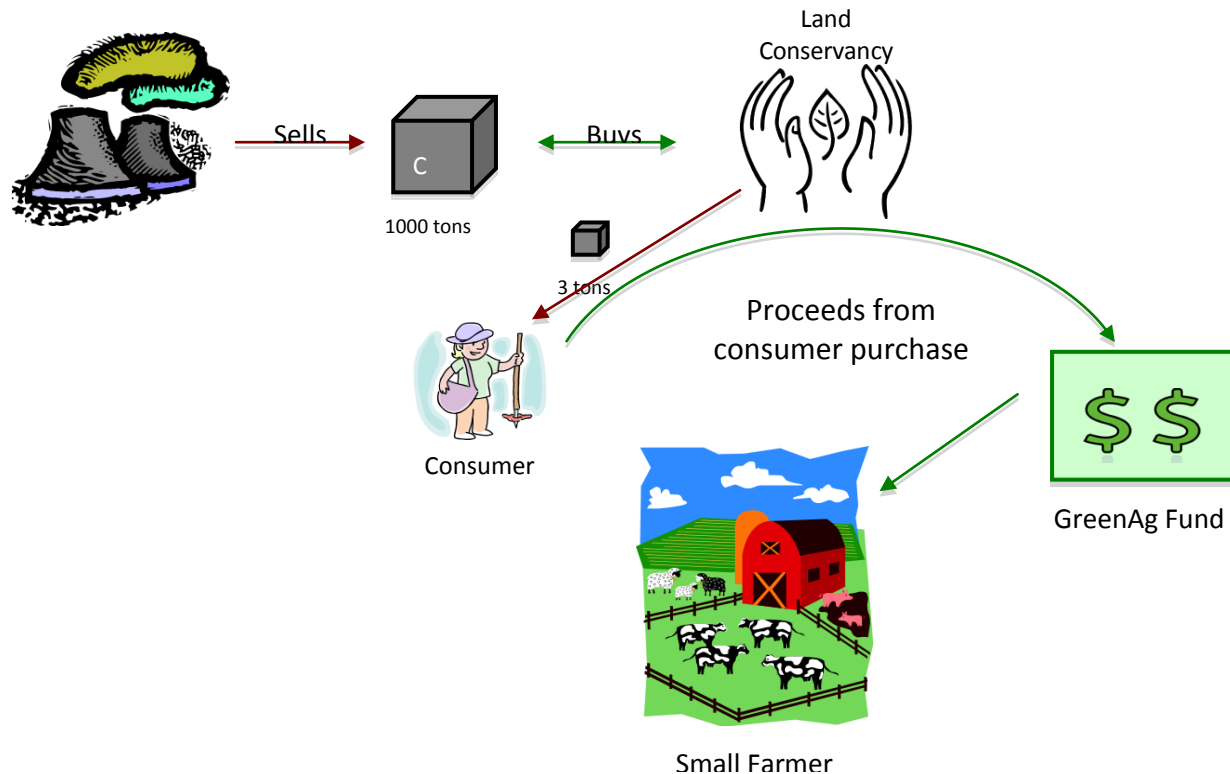 Land
Conservancy
Sells
Buys
C
1000 tons
3 tons
Proceeds from
consumer purchase
$ $
Consumer
GreenAg Fund
Small Farmer